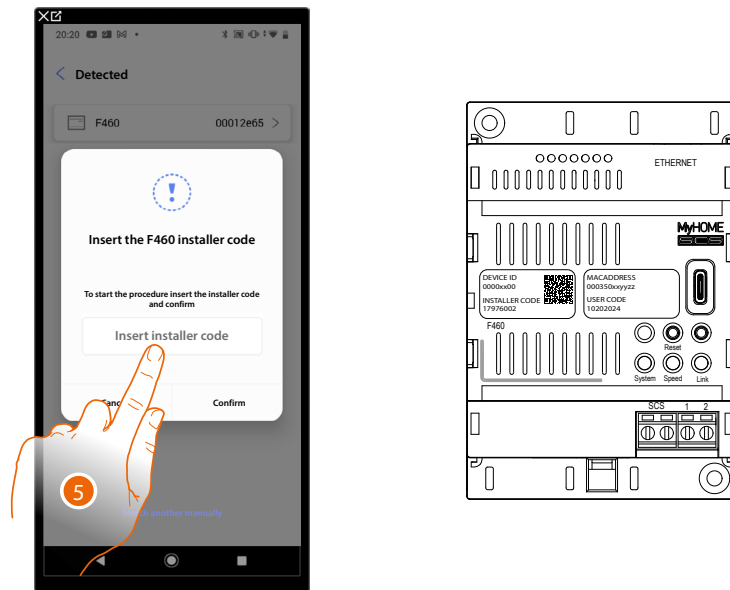 20:20
Detected
F460 00012e65
Insert the F460 installer code
To start the procedure insert the installer code
and confirm
Insert installer code
Confirm
5
another manually
ETHERNET
MyHOME
SCS
DEVICE ID
0000xx00
INSTALLER CODE
17976002
MACADDRESS
000350xxyyzz
USER CODE
10202024
F460
Reset
System Speed Link
SCS 1 2